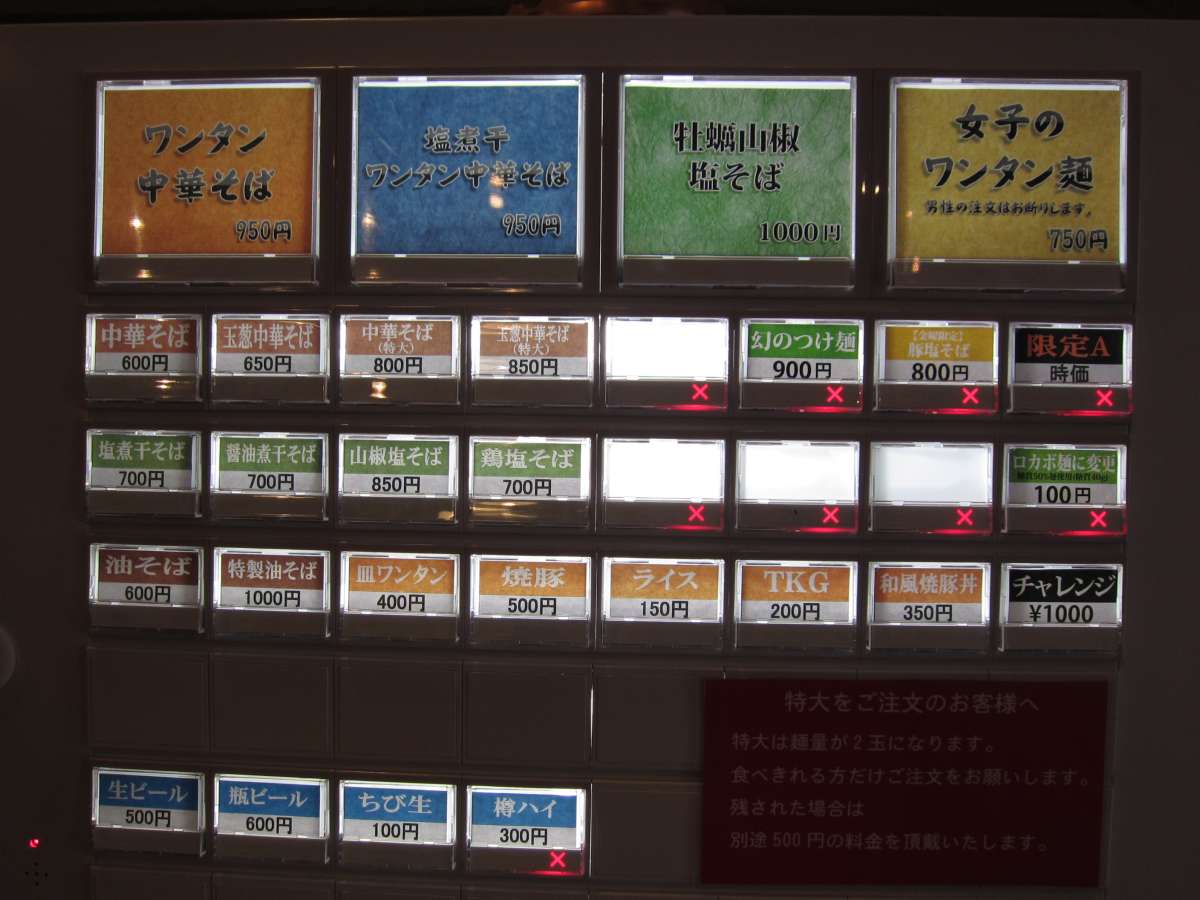 ワンタン
中華そば
950円
塩煮干
ワンタン中華そば
950円
牡蠣山椒
塩そば
1000円
女子の
ワンタン麺
男性の注文はお断りします。
750円
中華そば
600円
玉葱中華そば
650円
中華そば
(特大)
800円
玉葱中華そば
(特大)
850円
×
幻のつけ麺
900円
×
【金曜限定】
豚塩そば
800円
×
限定A
時価
×
塩煮干そば
700円
醤油煮干そば
700円
山椒塩そば
850円
鶏塩そば
700円
×
×
×
ロカボ麺に変更
糖質50%麺使用(糖質40g)
100円
×
油そば
600円
特製油そば
1000円
皿ワンタン
400円
焼豚
500円
ライス
150円
TKG
200円
和風焼豚丼
350円
チャレンジ
¥1000
特大をご注文のお客様へ
特大は麺量が2玉になります。
食べきれる方だけご注文をお願いします。
残された場合は
別途500円の料金を頂戴いたします。
生ビール
500円
瓶ビール
600円
ちび生
100円
樽ハイ
300円
×